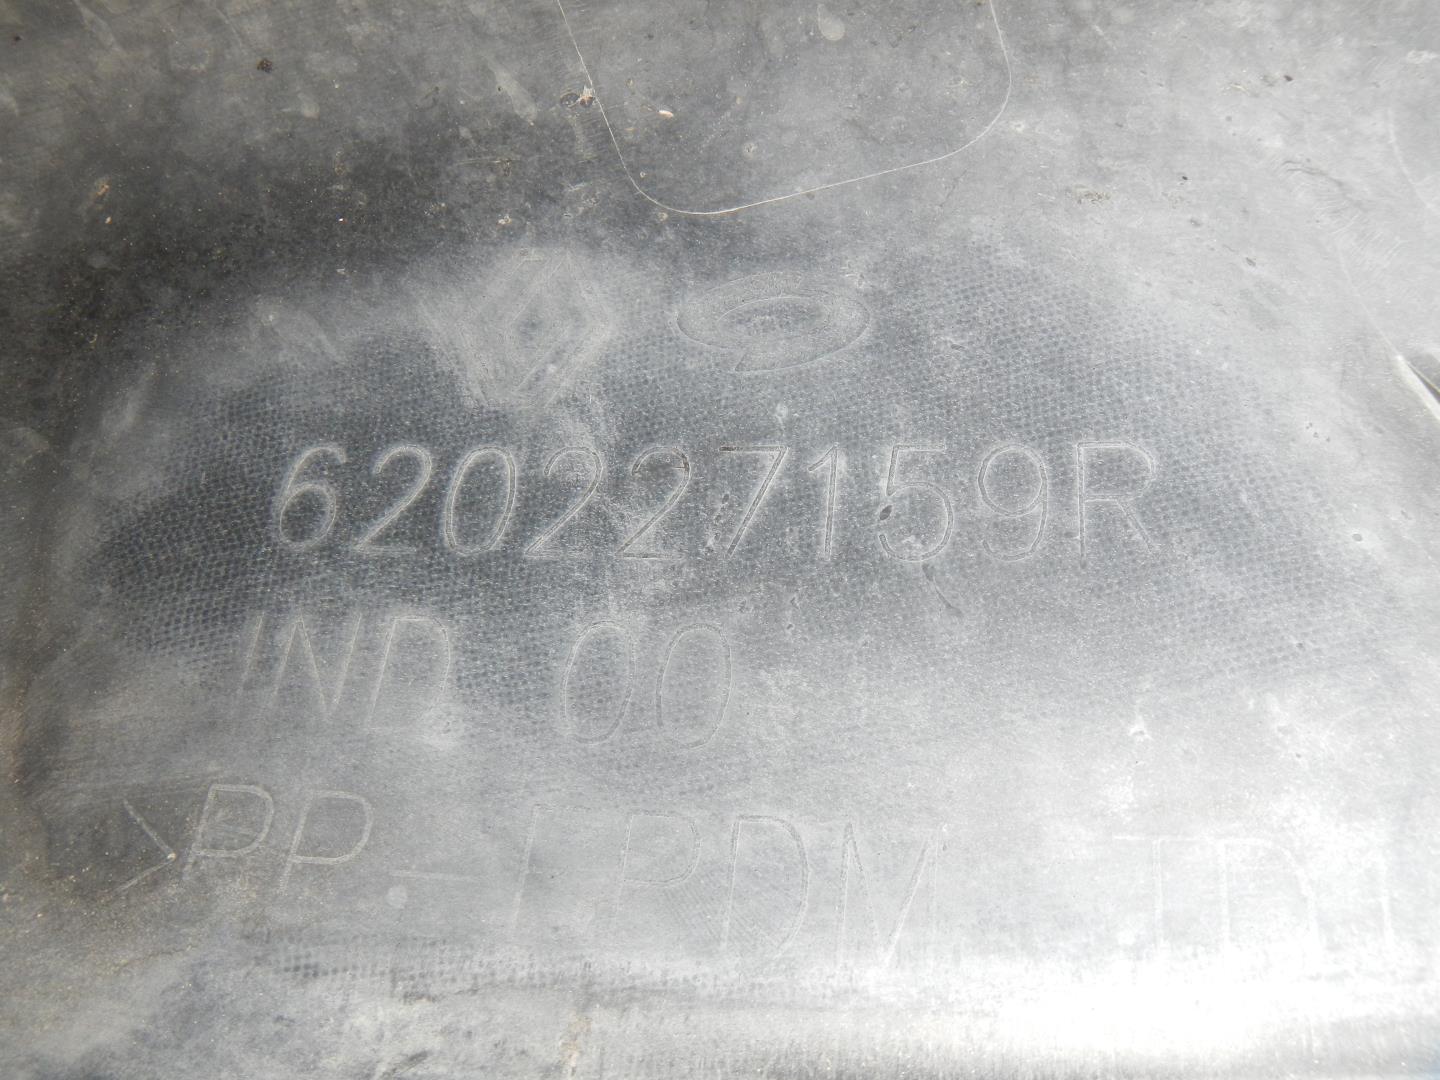 620227159R
IND 00
>PP-EPDM TD